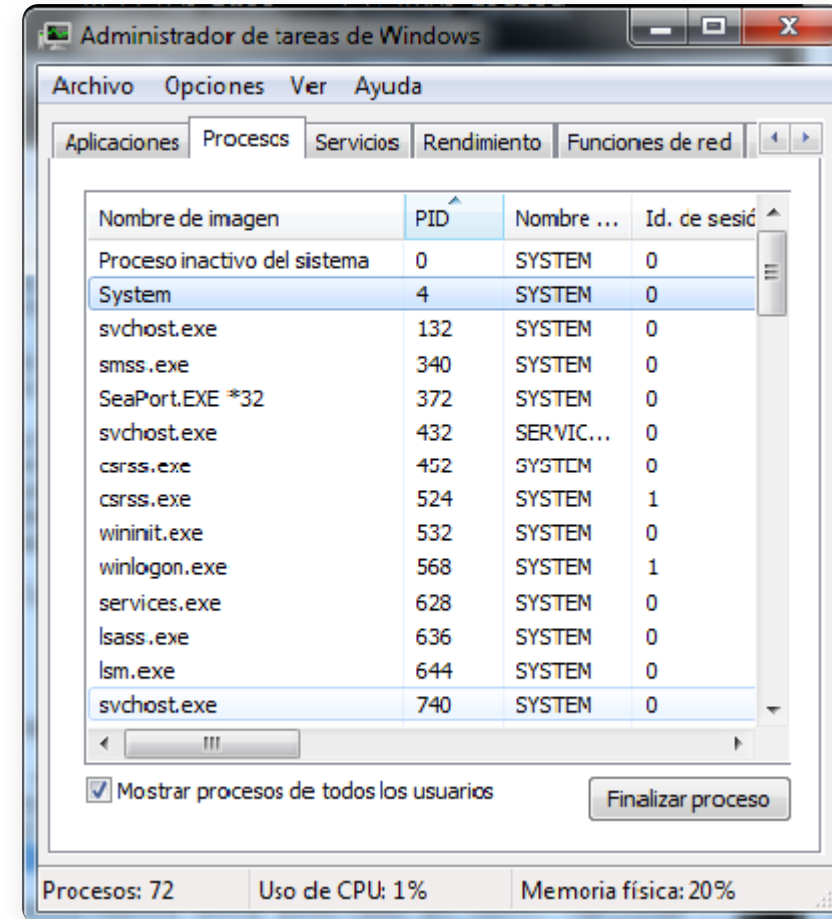 Administrador de tareas de Windows
Archivo Opciones Ver Ayuda
Aplicaciones Procesos Servicios Rendimiento Funciones de red
Nombre de imagen PID Nombre ... Id. de sesió
Proceso inactivo del sistema 0 SYSTEM 0
System 4 SYSTEM 0
svchost.exe 132 SYSTEM 0
smss.exe 340 SYSTEM 0
SeaPort.EXE *32 372 SYSTEM 0
svchost.exe 432 SERVIC... 0
csrss.exe 452 SYSTEM 0
csrss.exe 524 SYSTEM 1
wininit.exe 532 SYSTEM 0
winlogon.exe 568 SYSTEM 1
services.exe 628 SYSTEM 0
lsass.exe 636 SYSTEM 0
lsm.exe 644 SYSTEM 0
svchost.exe 740 SYSTEM 0
Mostrar procesos de todos los usuarios Finalizar proceso
Procesos: 72 Uso de CPU: 1% Memoria física: 20%